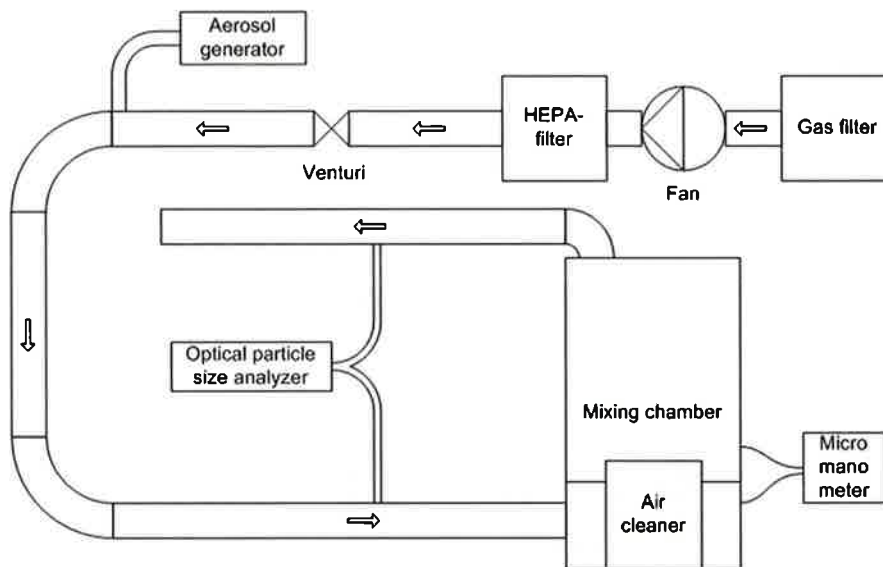 Aerosol
generator
HEPA-
filter
Gas filter
Venturi
Fan
Optical particle
size analyzer
Mixing chamber
Micro
mano
meter
Air
cleaner